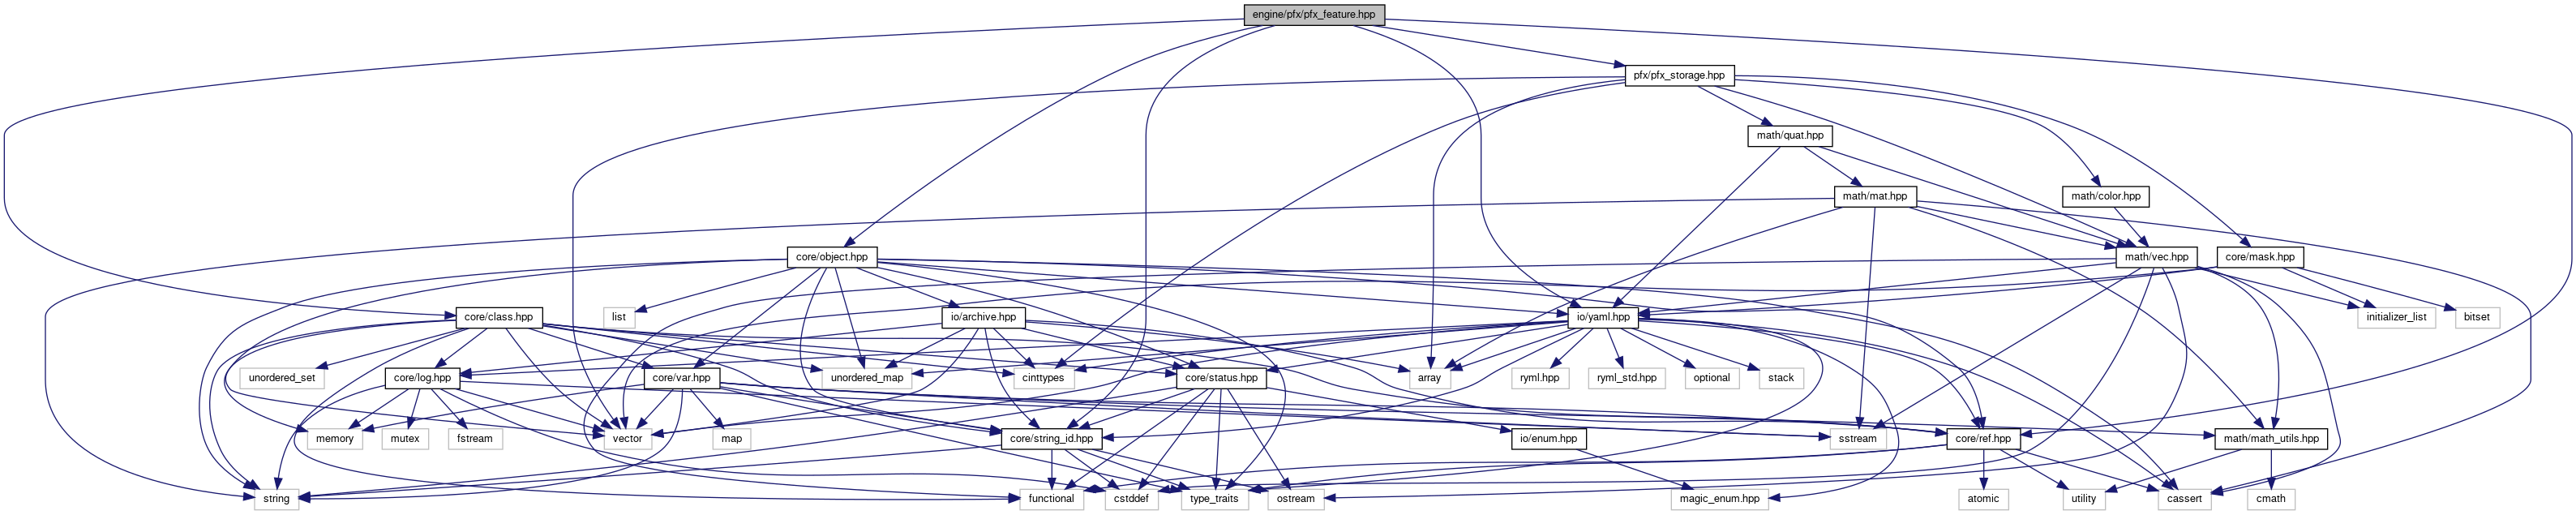 engine/pfx/pfx_feature.hpp
pfx/pfx_storage.hpp
math/quat.hpp
math/mat.hpp
math/color.hpp
core/object.hpp
math/vec.hpp
core/mask.hpp
list
core/class.hpp
io/archive.hpp
io/yaml.hpp
initializer_list
bitset
unordered_set
core/log.hpp
core/var.hpp
unordered_map
cinttypes
core/status.hpp
array
ryml.hpp
ryml_std.hpp
optional
stack
memory
mutex
fstream
vector
map
core/string_id.hpp
io/enum.hpp
sstream
core/ref.hpp
math/math_utils.hpp
string
functional
cstddef
type_traits
ostream
magic_enum.hpp
atomic
utility
cassert
cmath